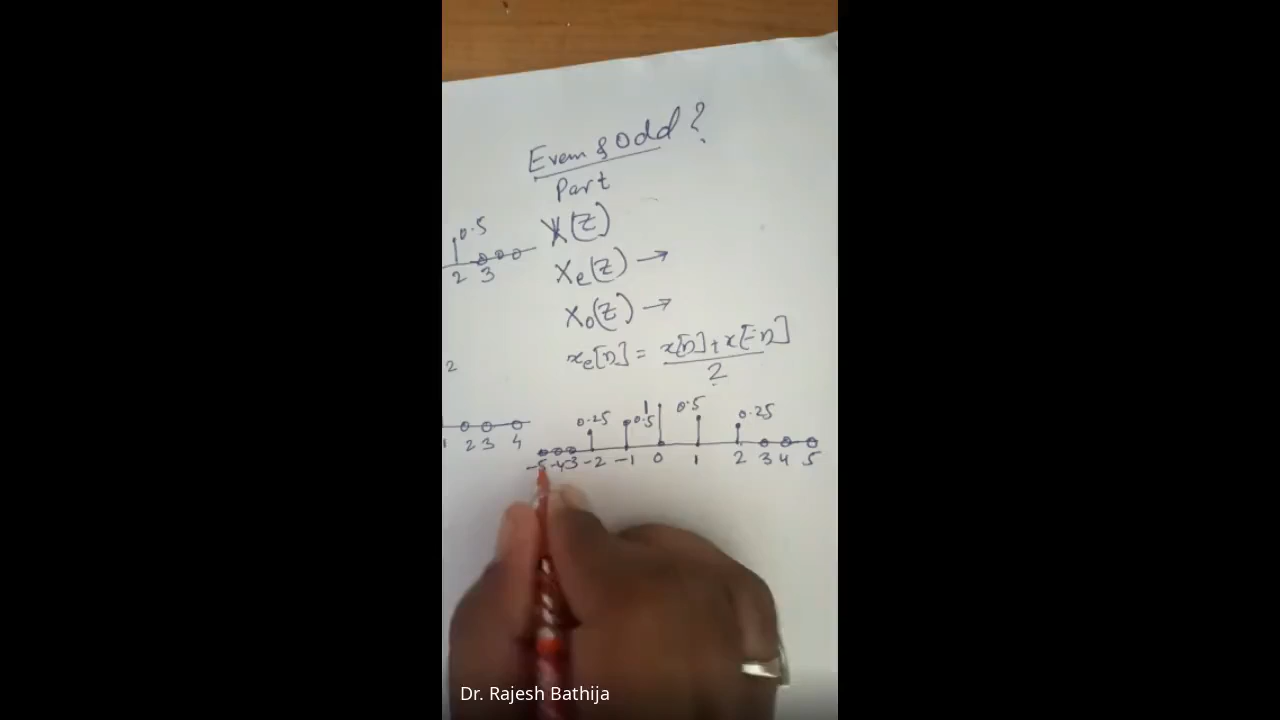 Even & Odd ?
Part
X(z)
0.5
2 3
Xe(z) →
Xo(z) →
xe[n] = x[n]+x[-n]
2
2
0.25 0.5 1 0.5 0.25
1 2 3 4
-5 -4 -3 -2 -1 0 1 2 3 4 5
Dr. Rajesh Bathija